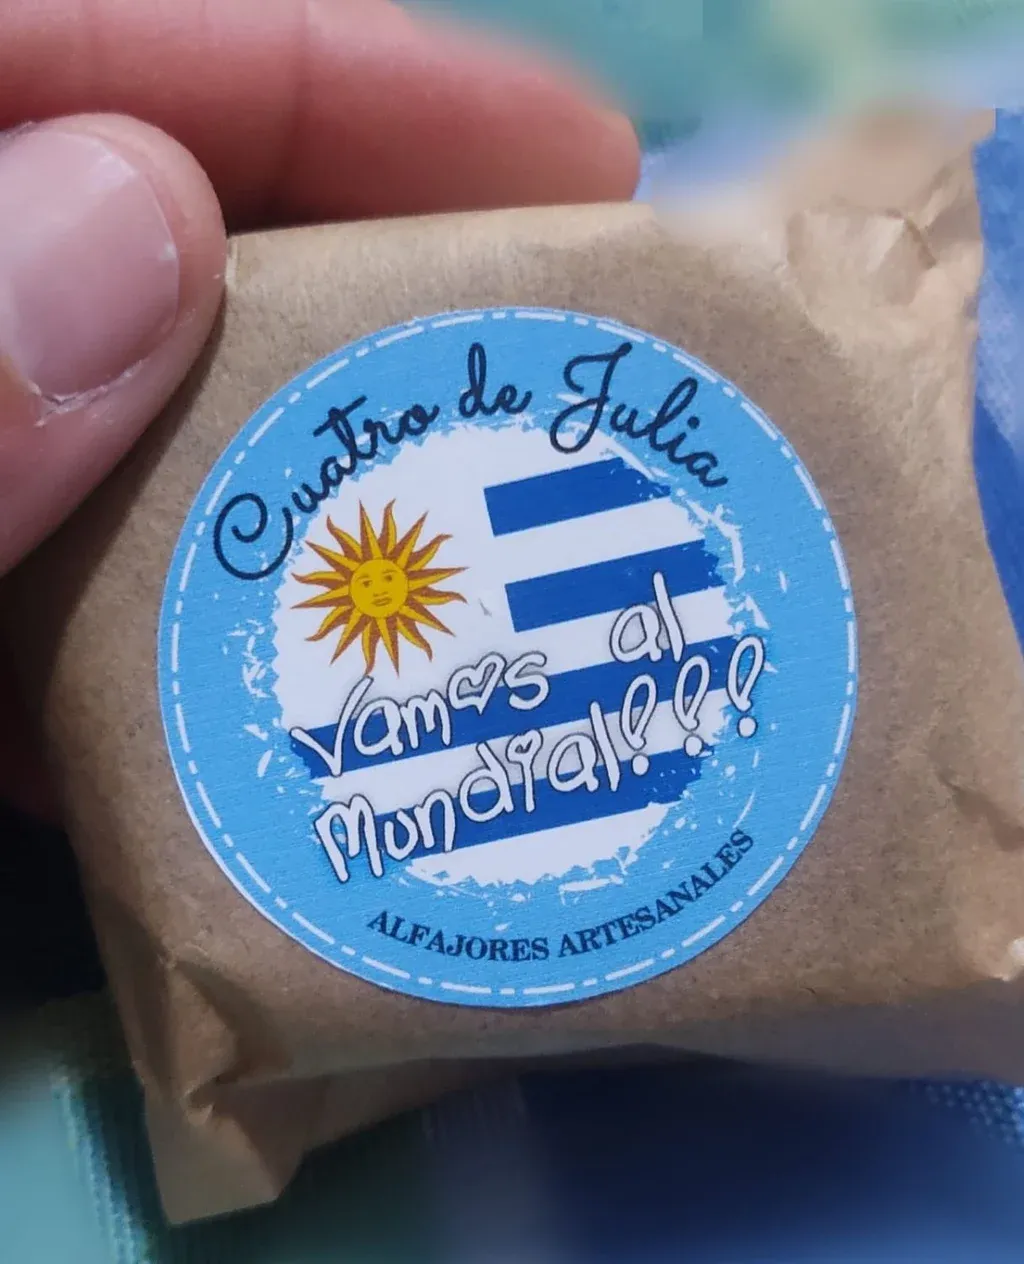 Cuatro de Julia
Vamos al
Mundial!!!
ALFAJORES ARTESANALES